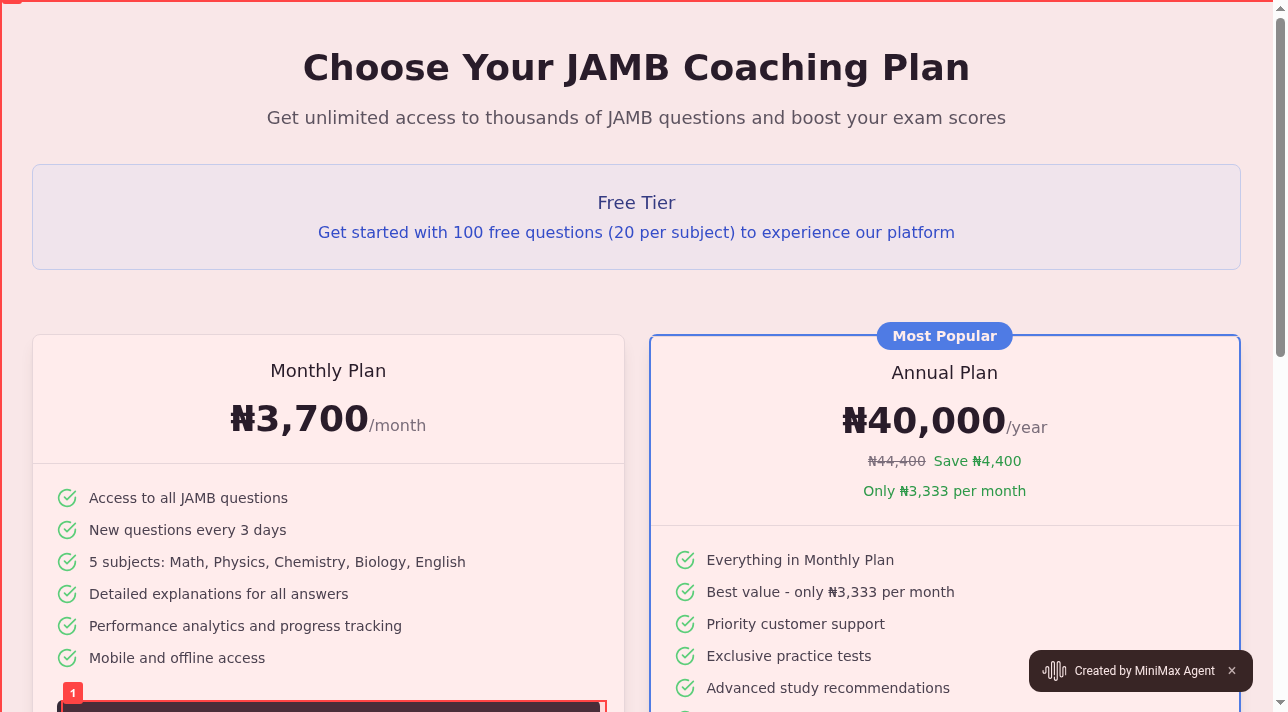 Choose Your JAMB Coaching Plan
Get unlimited access to thousands of JAMB questions and boost your exam scores
Free Tier
Get started with 100 free questions (20 per subject) to experience our platform
Monthly Plan
₦3,700/month
Access to all JAMB questions
New questions every 3 days
5 subjects: Math, Physics, Chemistry, Biology, English
Detailed explanations for all answers
Performance analytics and progress tracking
Mobile and offline access
1
Most Popular
Annual Plan
₦40,000/year
₦44,400 Save ₦4,400
Only ₦3,333 per month
Everything in Monthly Plan
Best value - only ₦3,333 per month
Priority customer support
Exclusive practice tests
Advanced study recommendations
Created by MiniMax Agent ×